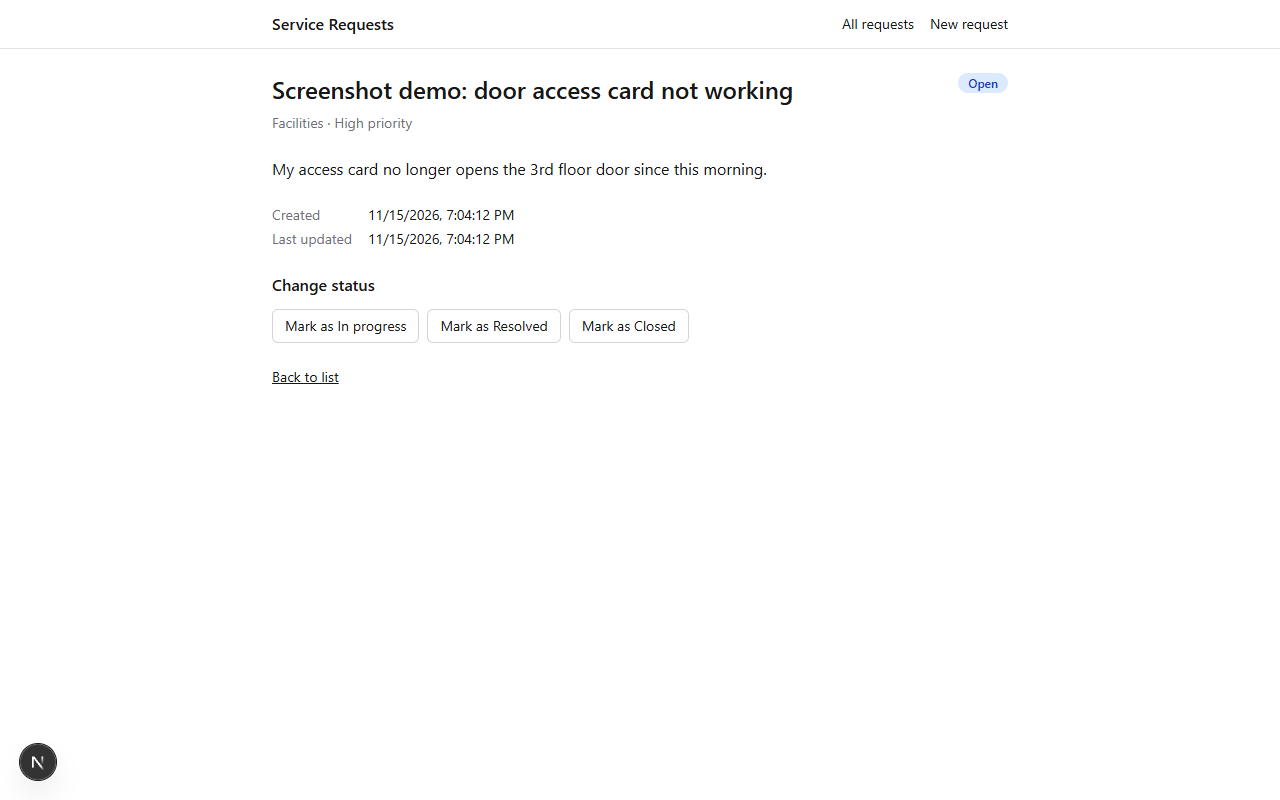 Service Requests All requests New request
Screenshot demo: door access card not working Open
Facilities · High priority
My access card no longer opens the 3rd floor door since this morning.
Created 11/15/2026, 7:04:12 PM
Last updated 11/15/2026, 7:04:12 PM
Change status
Mark as In progress Mark as Resolved Mark as Closed
Back to list
N